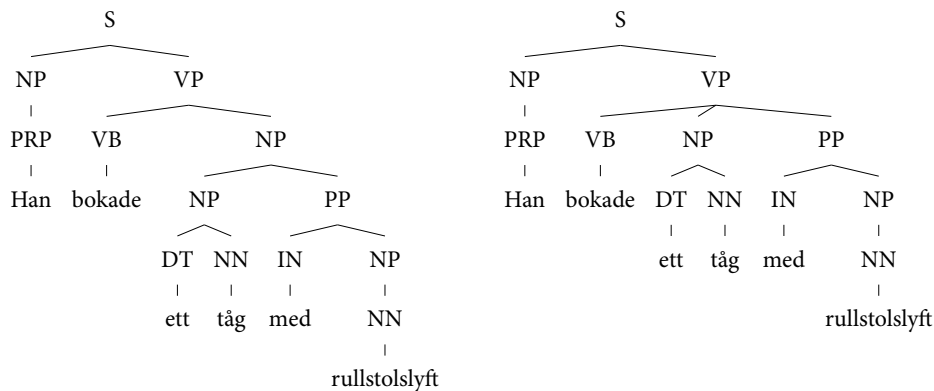 S S
NP VP NP VP
PRP VB NP PRP VB NP PP
Han bokade NP PP Han bokade DT NN IN NP
DT NN IN NP ett tåg med NN
ett tåg med NN rullstolslyft
rullstolslyft